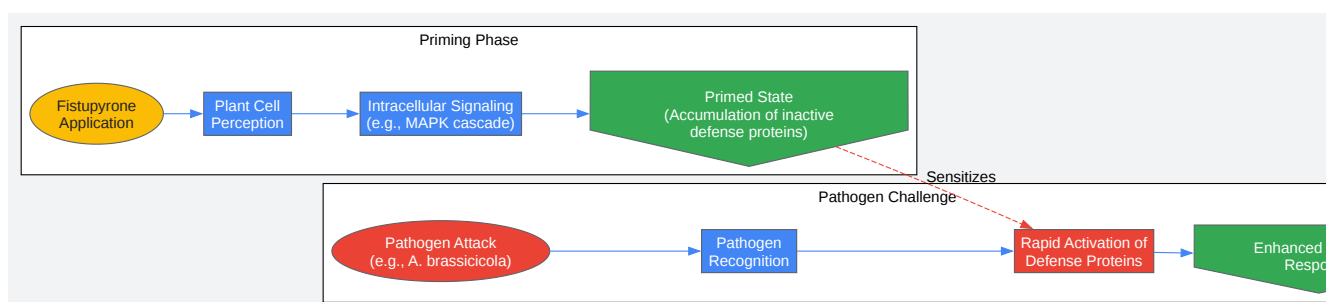 Priming Phase
Fistupyrone
Application
Plant Cell
Perception
Intracellular Signaling
(e.g., MAPK cascade)
Primed State
(Accumulation of inactive
defense proteins)
Sensitizes
Pathogen Challenge
Pathogen Attack
(e.g., A. brassicicola)
Pathogen
Recognition
Rapid Activation of
Defense Proteins
Enhanced